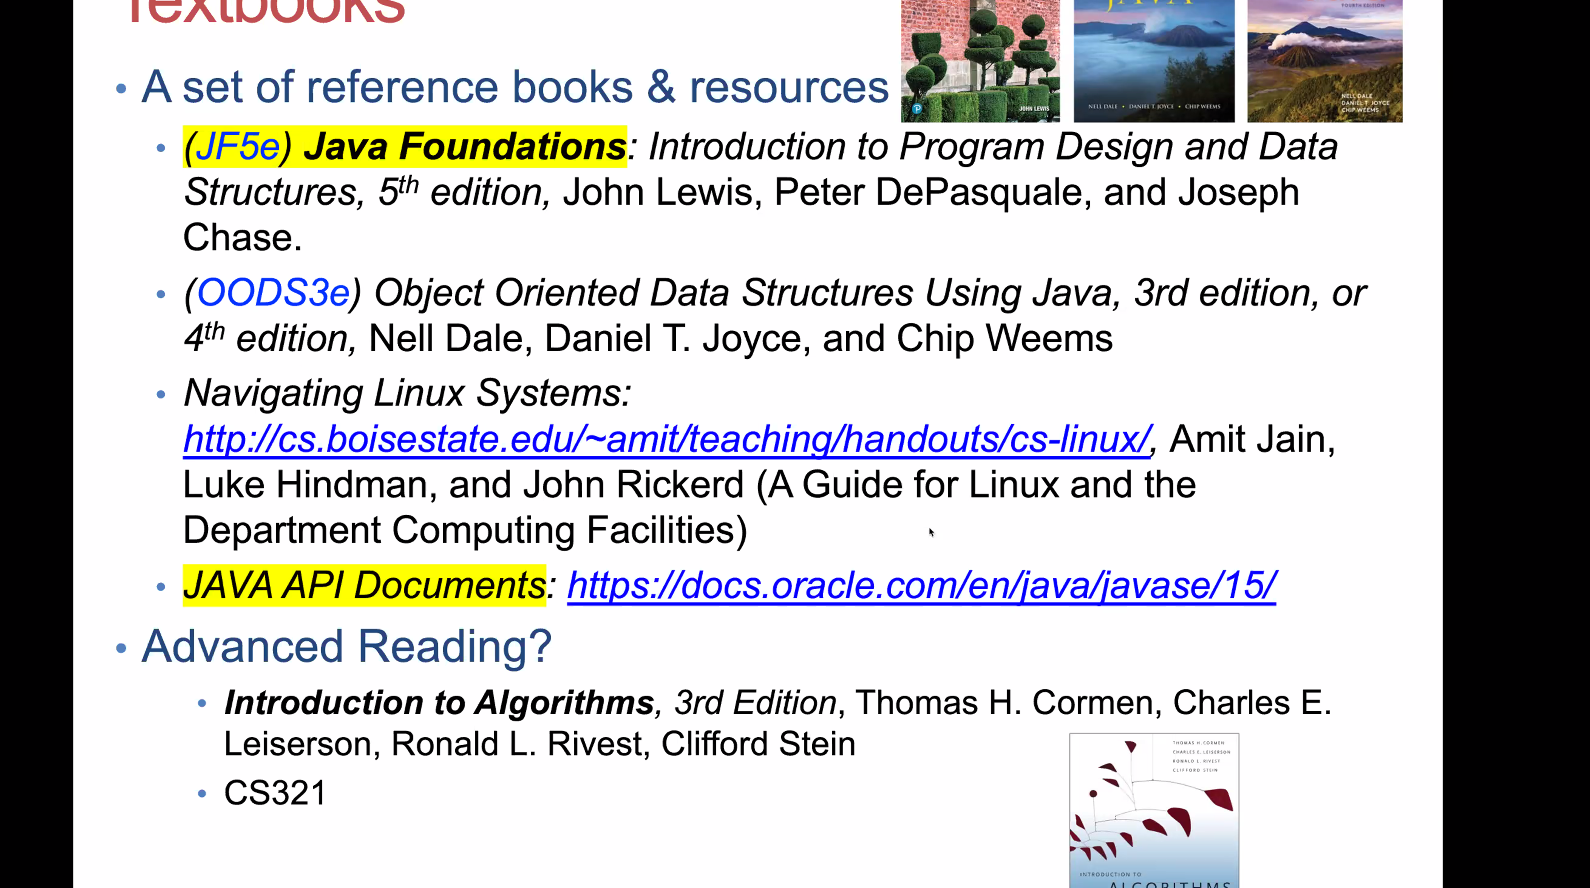 Textbooks
JAVA
FOURTH EDITION
JOHN LEWIS
NELL DALE • DANIEL T. JOYCE • CHIP WEEMS
NELL DALE
DANIEL T. JOYCE
CHIP WEEMS
• A set of reference books & resources
• (JF5e) Java Foundations: Introduction to Program Design and Data
Structures, 5th edition, John Lewis, Peter DePasquale, and Joseph
Chase.
• (OODS3e) Object Oriented Data Structures Using Java, 3rd edition, or
4th edition, Nell Dale, Daniel T. Joyce, and Chip Weems
• Navigating Linux Systems:
http://cs.boisestate.edu/~amit/teaching/handouts/cs-linux/, Amit Jain,
Luke Hindman, and John Rickerd (A Guide for Linux and the
Department Computing Facilities)
• JAVA API Documents: https://docs.oracle.com/en/java/javase/15/
• Advanced Reading?
• Introduction to Algorithms, 3rd Edition, Thomas H. Cormen, Charles E.
Leiserson, Ronald L. Rivest, Clifford Stein
• CS321
THOMAS H. CORMEN
CHARLES E. LEISERSON
RONALD L. RIVEST
CLIFFORD STEIN
INTRODUCTION TO
ALGORITHMS